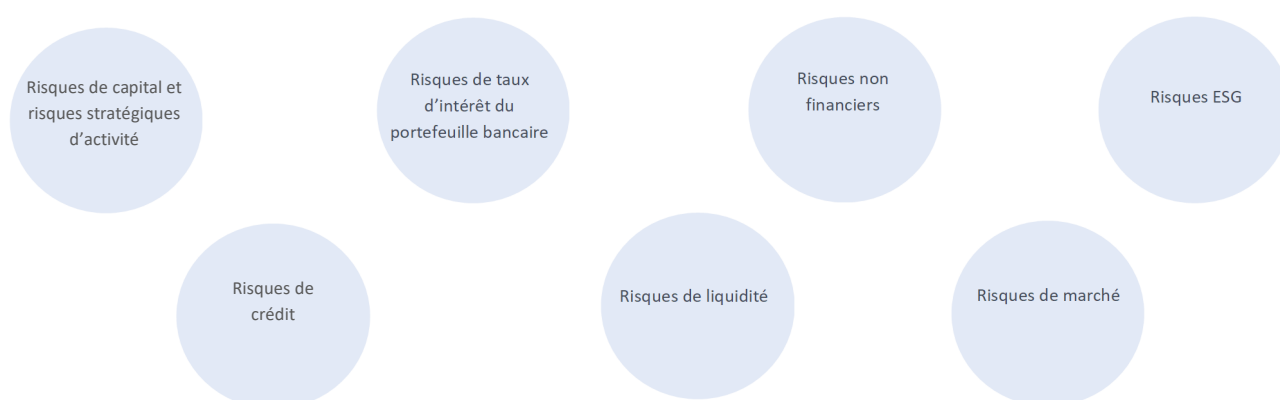 Risques de capital et
risques stratégiques
d’activité
Risques de taux
d’intérêt du
portefeuille bancaire
Risques non
financiers
Risques ESG
Risques de
crédit
Risques de liquidité
Risques de marché